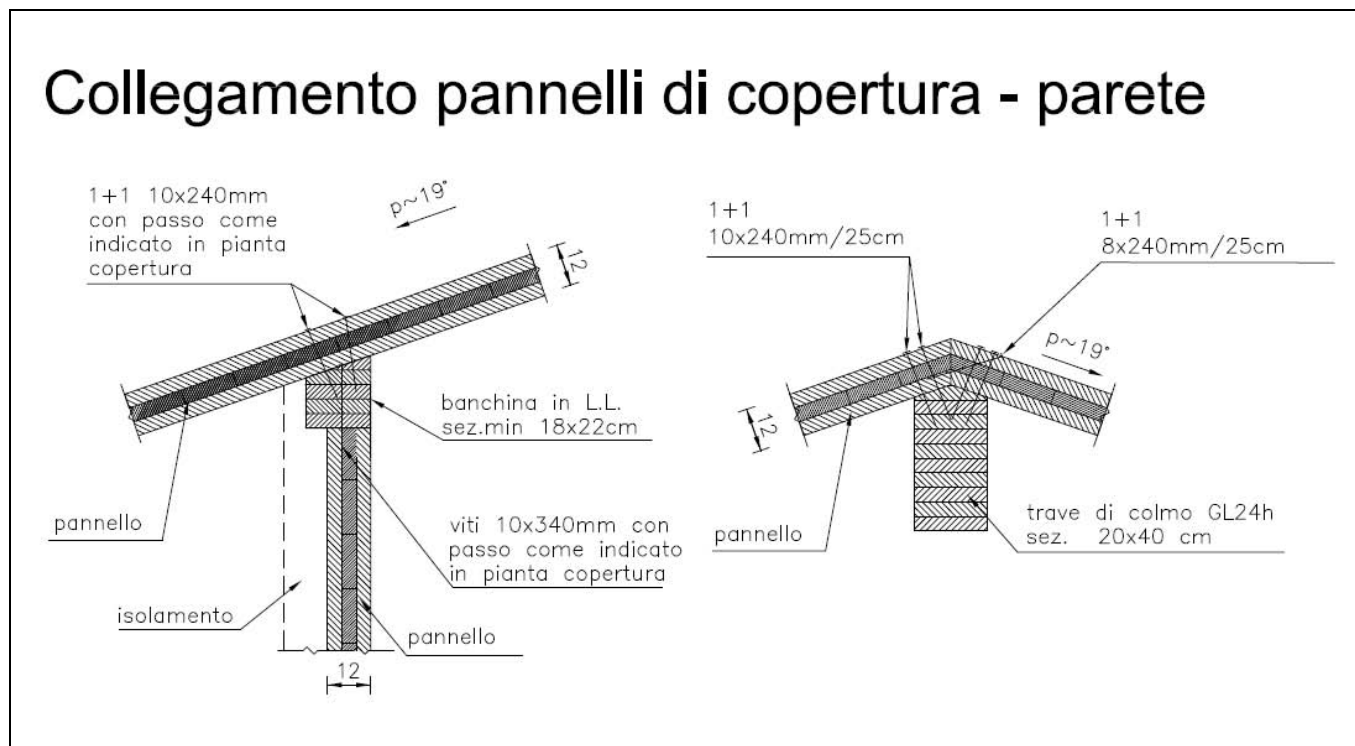 Collegamento pannelli di copertura - parete
1+1 10x240mm
con passo come
indicato in pianta
copertura
p~19°
12
banchina in L.L.
sez.min 18x22cm
pannello
viti 10x340mm con
passo come indicato
in pianta copertura
isolamento
pannello
12
1+1
10x240mm/25cm
1+1
8x240mm/25cm
p~19°
12
pannello
trave di colmo GL24h
sez. 20x40 cm